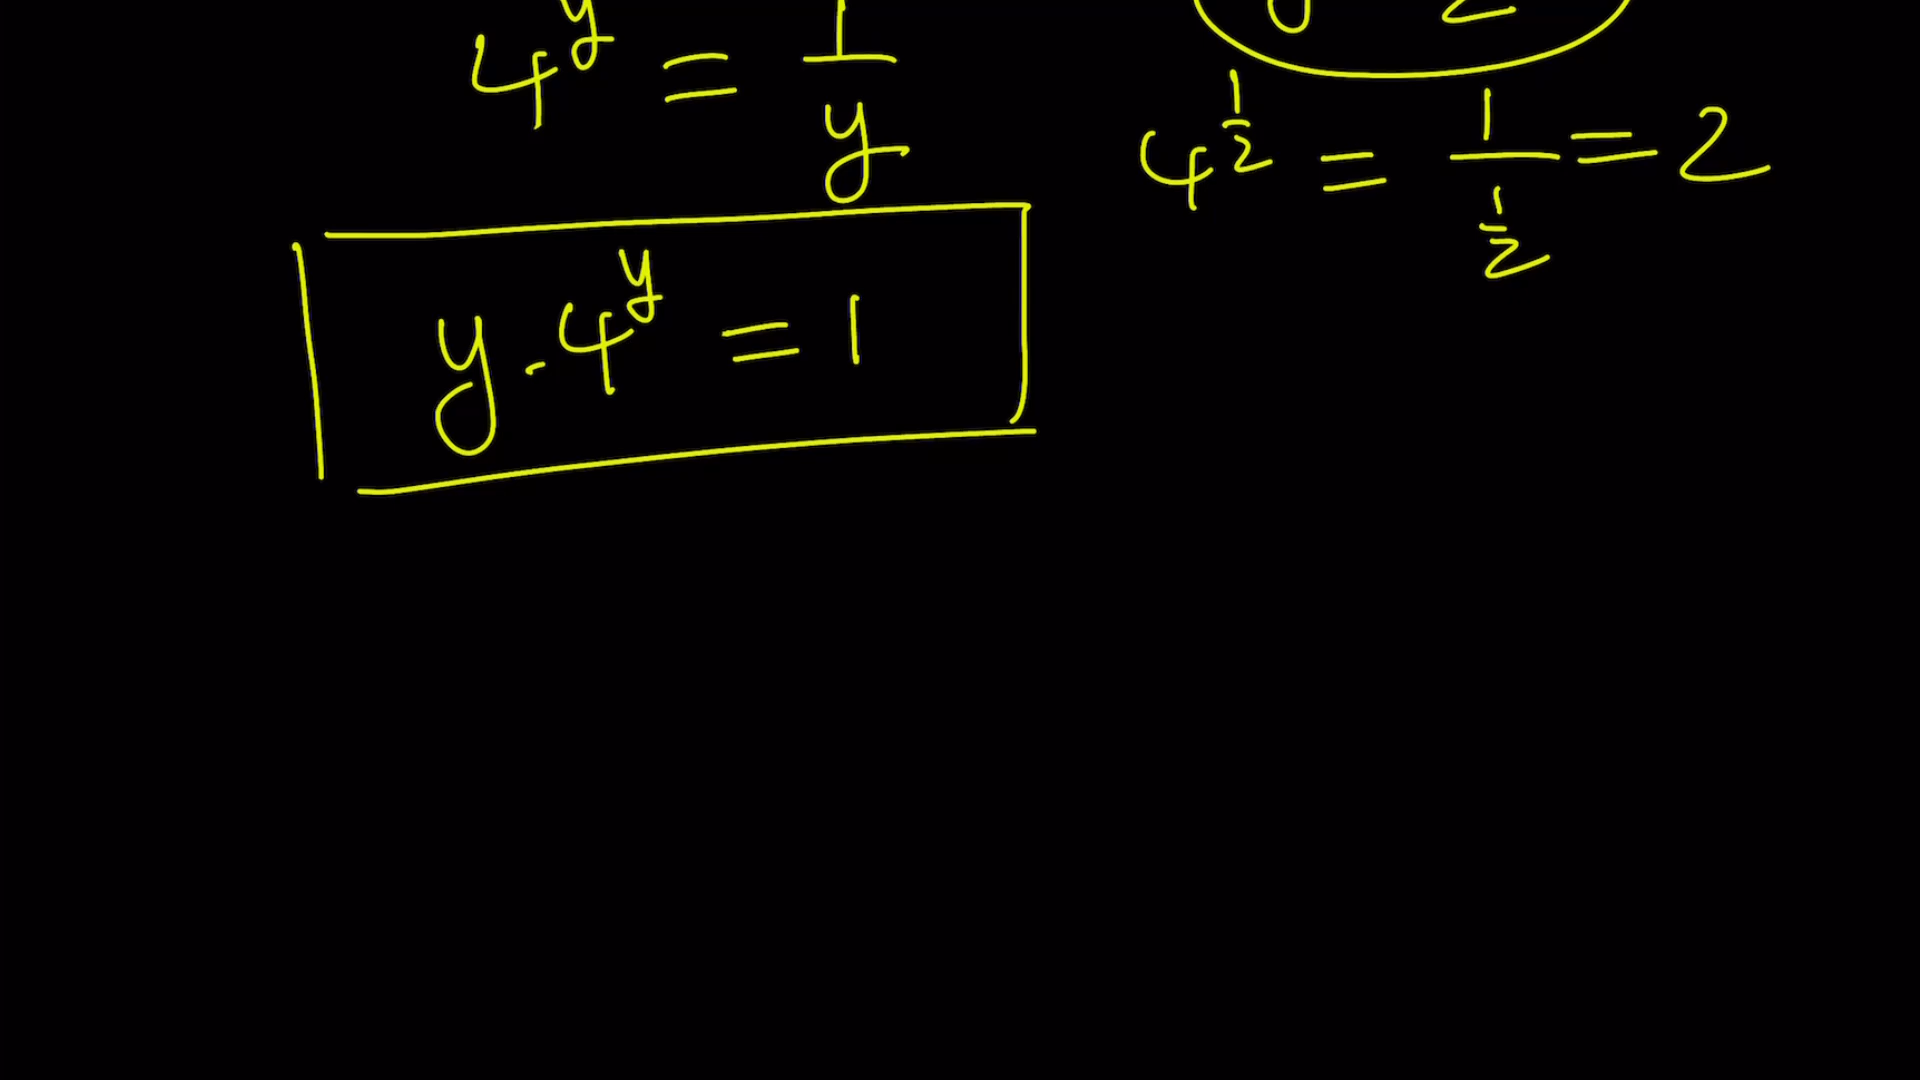 4^y = 1/y
4^(1/2) = 1/(1/2) = 2
y · 4^y = 1